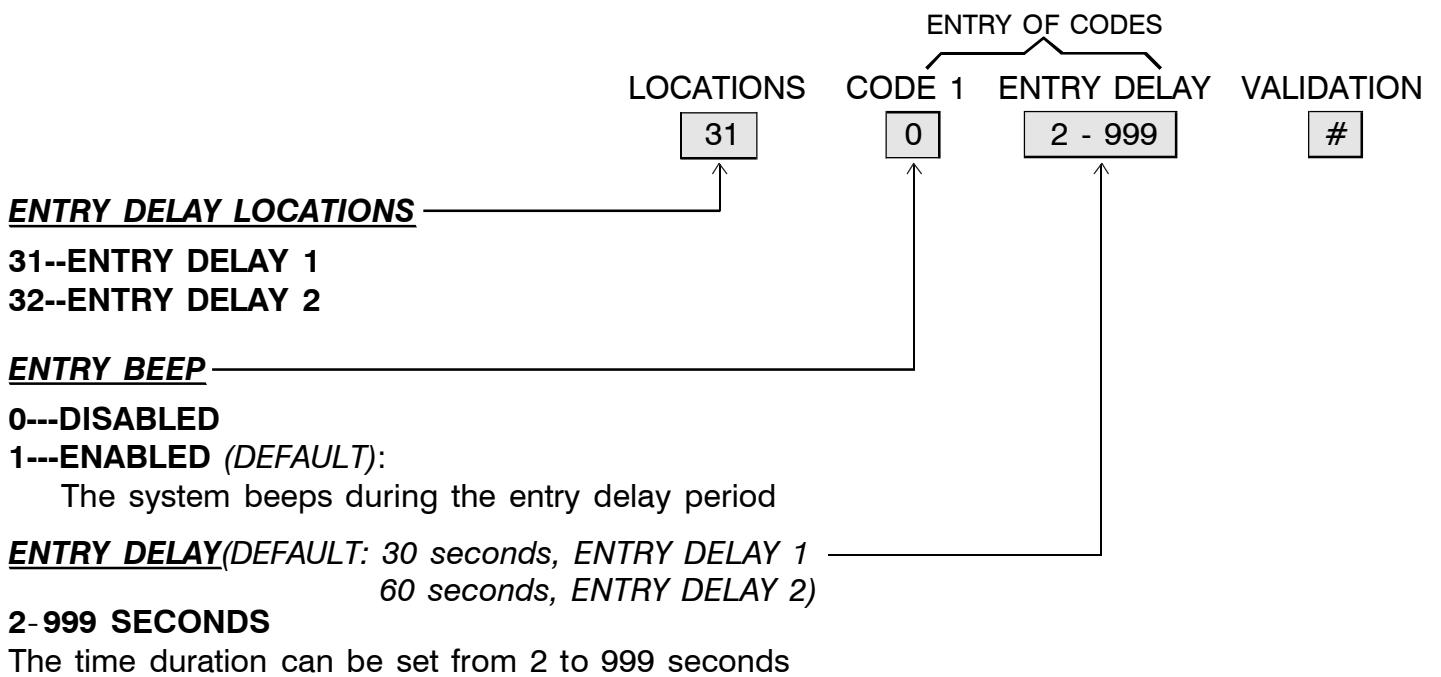 ENTRY OF CODES
LOCATIONS CODE 1 ENTRY DELAY VALIDATION
31 0 2 - 999 #
ENTRY DELAY LOCATIONS
31--ENTRY DELAY 1
32--ENTRY DELAY 2
ENTRY BEEP
0---DISABLED
1---ENABLED (DEFAULT):
The system beeps during the entry delay period
ENTRY DELAY(DEFAULT: 30 seconds, ENTRY DELAY 1
60 seconds, ENTRY DELAY 2)
2-999 SECONDS
The time duration can be set from 2 to 999 seconds